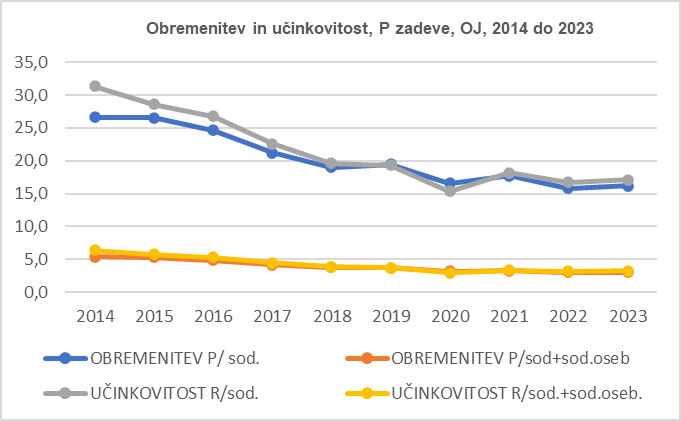 Obremenitev in učinkovitost, P zadeve, OJ, 2014 do 2023
35,0
30,0
25,0
20,0
15,0
10,0
5,0
0,0
2014 2015 2016 2017 2018 2019 2020 2021 2022 2023
OBREMENITEV P/ sod. OBREMENITEV P/sod+sod.oseb
UČINKOVITOST R/sod. UČINKOVITOST R/sod.+sod.oseb.